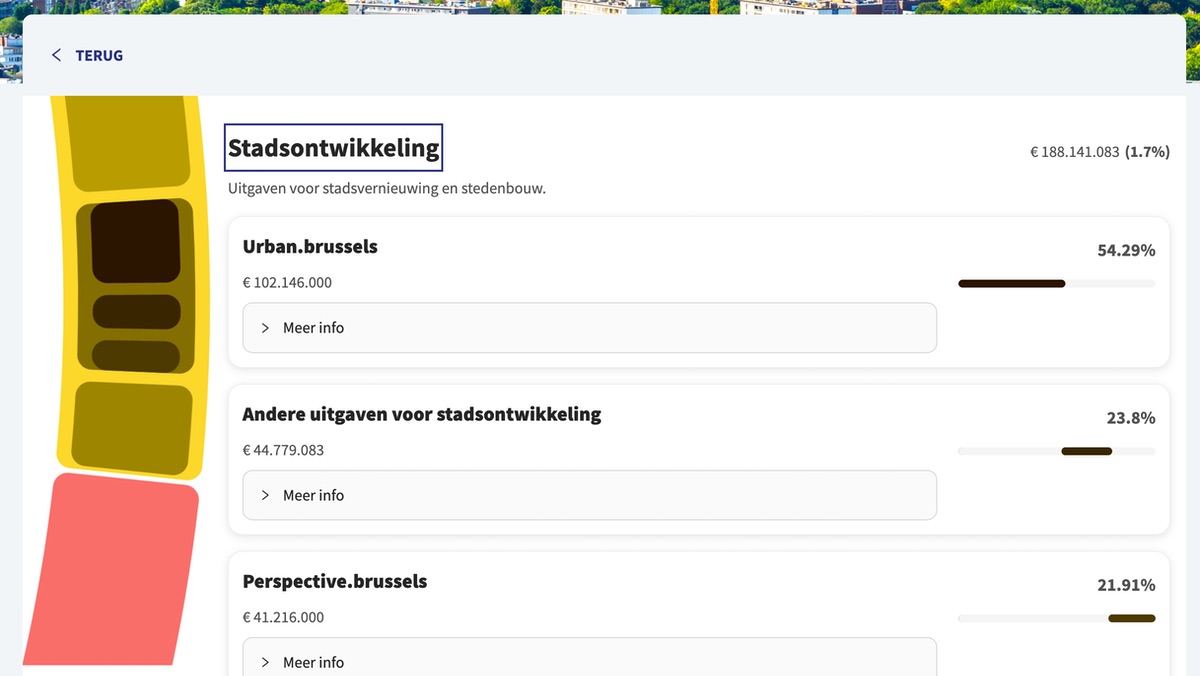 TERUG
Stadsontwikkeling
€ 188.141.083 (1.7%)
Uitgaven voor stadsvernieuwing en stedenbouw.
Urban.brussels
54.29%
€ 102.146.000
Meer info
Andere uitgaven voor stadsontwikkeling
23.8%
€ 44.779.083
Meer info
Perspective.brussels
21.91%
€ 41.216.000
Meer info